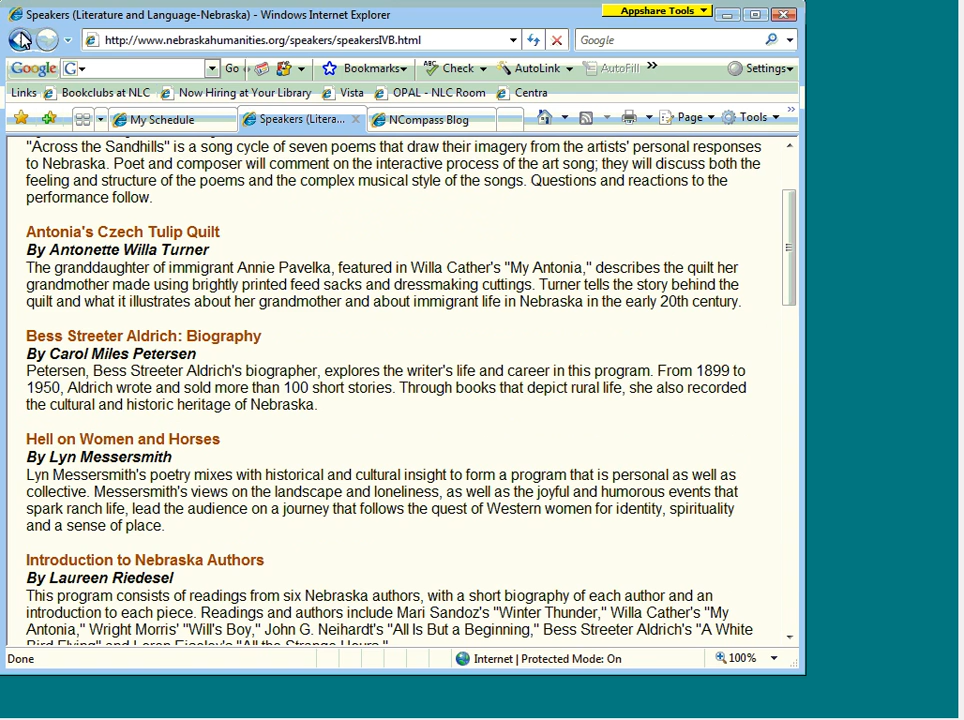 Speakers (Literature and Language-Nebraska) - Windows Internet Explorer
Appshare Tools
http://www.nebraskahumanities.org/speakers/speakersIVB.html
Google
Google
G
Go
Bookmarks
ABC
Check
AutoLink
AutoFill
»
Settings
Links
Bookclubs at NLC
Now Hiring at Your Library
Vista
OPAL - NLC Room
Centra
My Schedule
Speakers (Litera...
NCompass Blog
Page
Tools
»
"Across the Sandhills" is a song cycle of seven poems that draw their imagery from the artists' personal responses
to Nebraska. Poet and composer will comment on the interactive process of the art song; they will discuss both the
feeling and structure of the poems and the complex musical style of the songs. Questions and reactions to the
performance follow.
Antonia's Czech Tulip Quilt
By Antonette Willa Turner
The granddaughter of immigrant Annie Pavelka, featured in Willa Cather's "My Antonia," describes the quilt her
grandmother made using brightly printed feed sacks and dressmaking cuttings. Turner tells the story behind the
quilt and what it illustrates about her grandmother and about immigrant life in Nebraska in the early 20th century.
Bess Streeter Aldrich: Biography
By Carol Miles Petersen
Petersen, Bess Streeter Aldrich's biographer, explores the writer's life and career in this program. From 1899 to
1950, Aldrich wrote and sold more than 100 short stories. Through books that depict rural life, she also recorded
the cultural and historic heritage of Nebraska.
Hell on Women and Horses
By Lyn Messersmith
Lyn Messersmith's poetry mixes with historical and cultural insight to form a program that is personal as well as
collective. Messersmith's views on the landscape and loneliness, as well as the joyful and humorous events that
spark ranch life, lead the audience on a journey that follows the quest of Western women for identity, spirituality
and a sense of place.
Introduction to Nebraska Authors
By Laureen Riedesel
This program consists of readings from six Nebraska authors, with a short biography of each author and an
introduction to each piece. Readings and authors include Mari Sandoz's "Winter Thunder," Willa Cather's "My
Antonia," Wright Morris' "Will's Boy," John G. Neihardt's "All Is But a Beginning," Bess Streeter Aldrich's "A White
Bird Flying" and Loren Eiseley's "All the Strange Hours."
Done
Internet | Protected Mode: On
100%